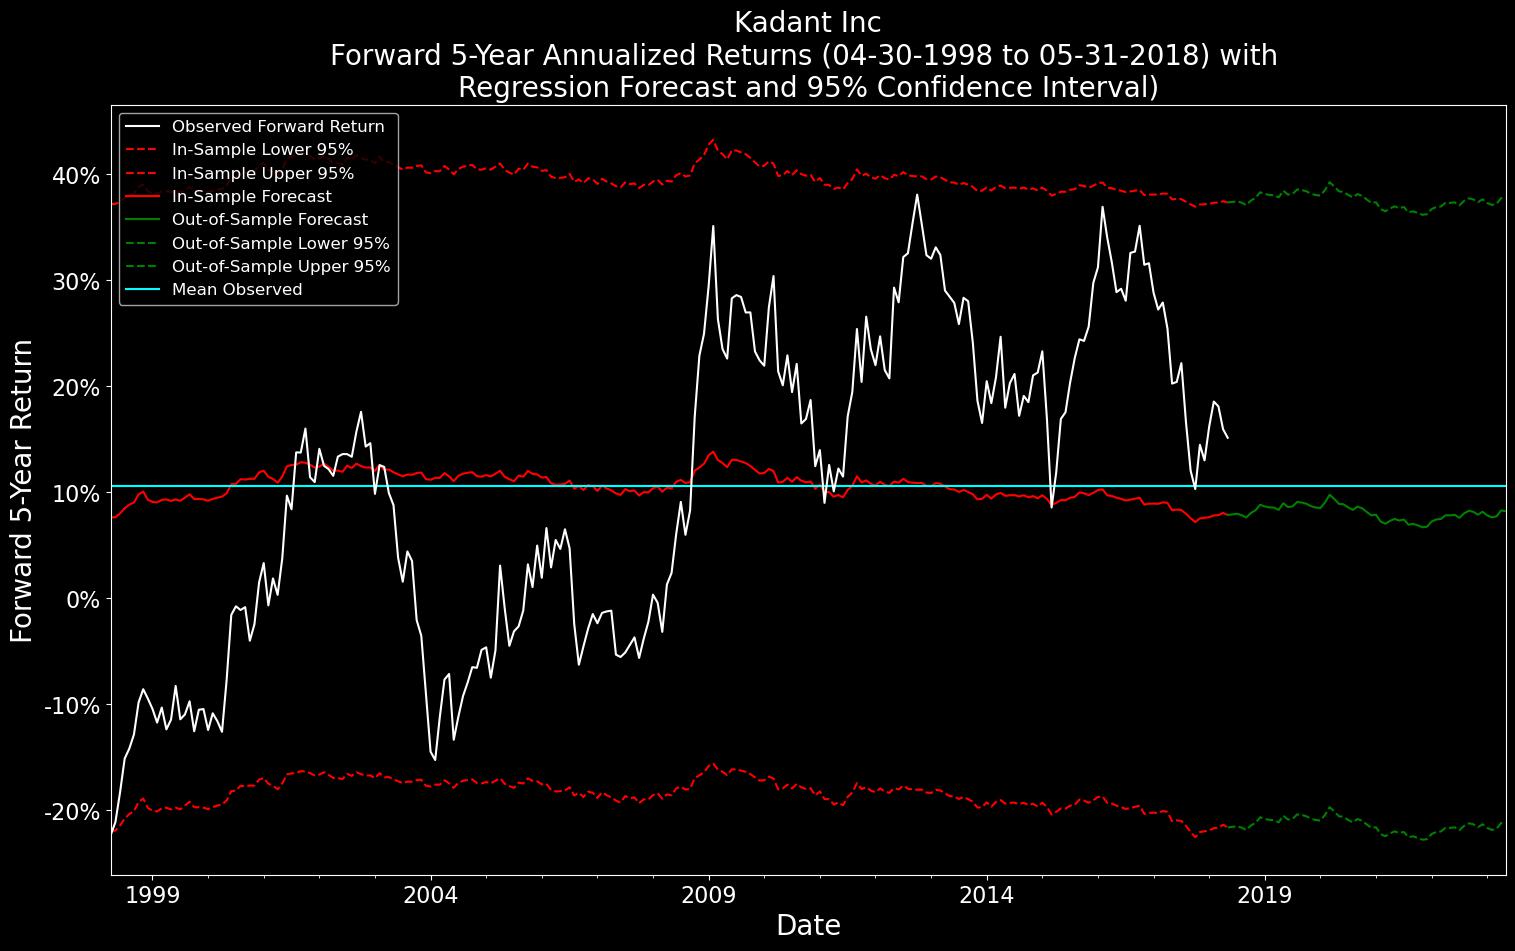 Kadant Inc
Forward 5-Year Annualized Returns (04-30-1998 to 05-31-2018) with
Regression Forecast and 95% Confidence Interval)
Observed Forward Return
In-Sample Lower 95%
In-Sample Upper 95%
In-Sample Forecast
Out-of-Sample Forecast
Out-of-Sample Lower 95%
Out-of-Sample Upper 95%
Mean Observed
Forward 5-Year Return
40%
30%
20%
10%
0%
-10%
-20%
1999
2004
2009
2014
2019
Date